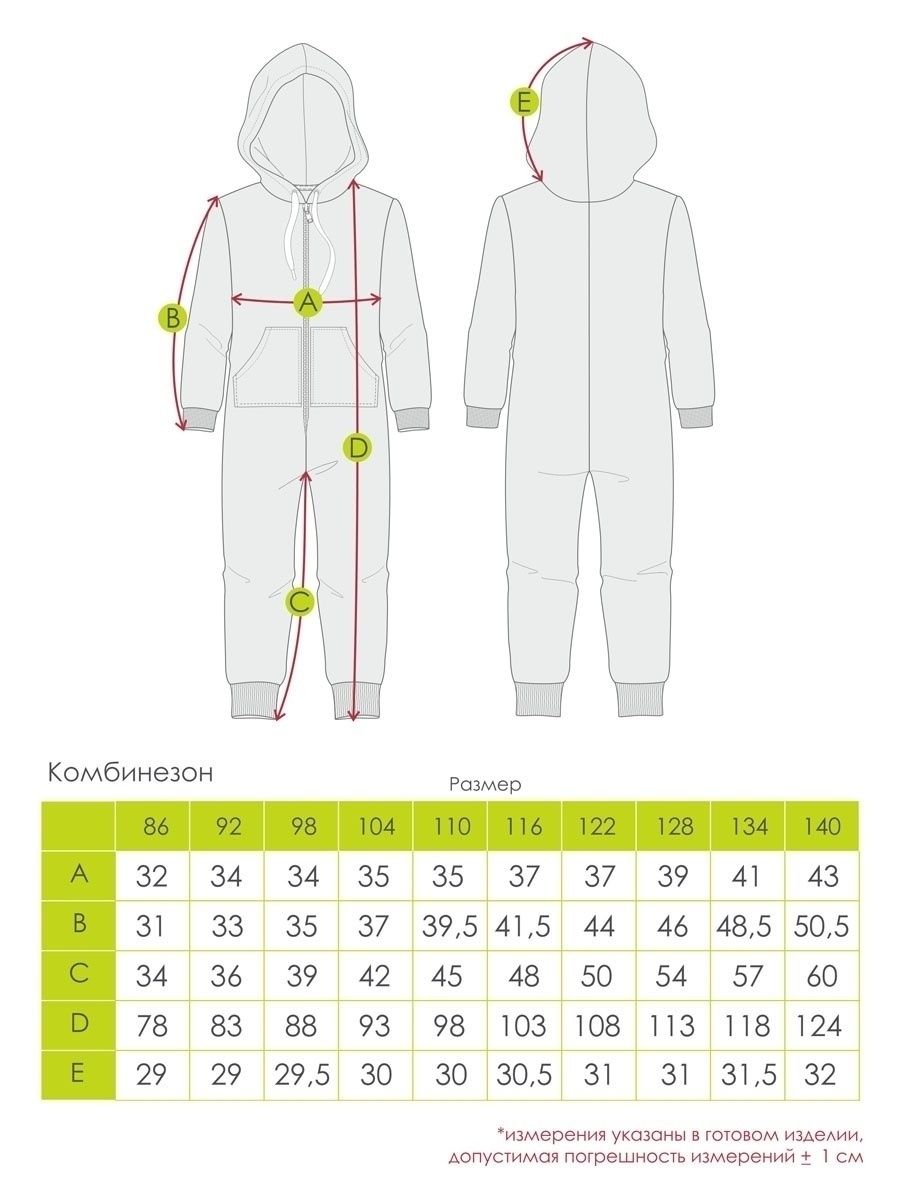 E
B
A
D
C
Комбинезон
Размер
86 92 98 104 110 116 122 128 134 140
A 32 34 34 35 35 37 37 39 41 43
B 31 33 35 37 39,5 41,5 44 46 48,5 50,5
C 34 36 39 42 45 48 50 54 57 60
D 78 83 88 93 98 103 108 113 118 124
E 29 29 29,5 30 30 30,5 31 31 31,5 32
*измерения указаны в готовом изделии,
допустимая погрешность измерений ± 1 см